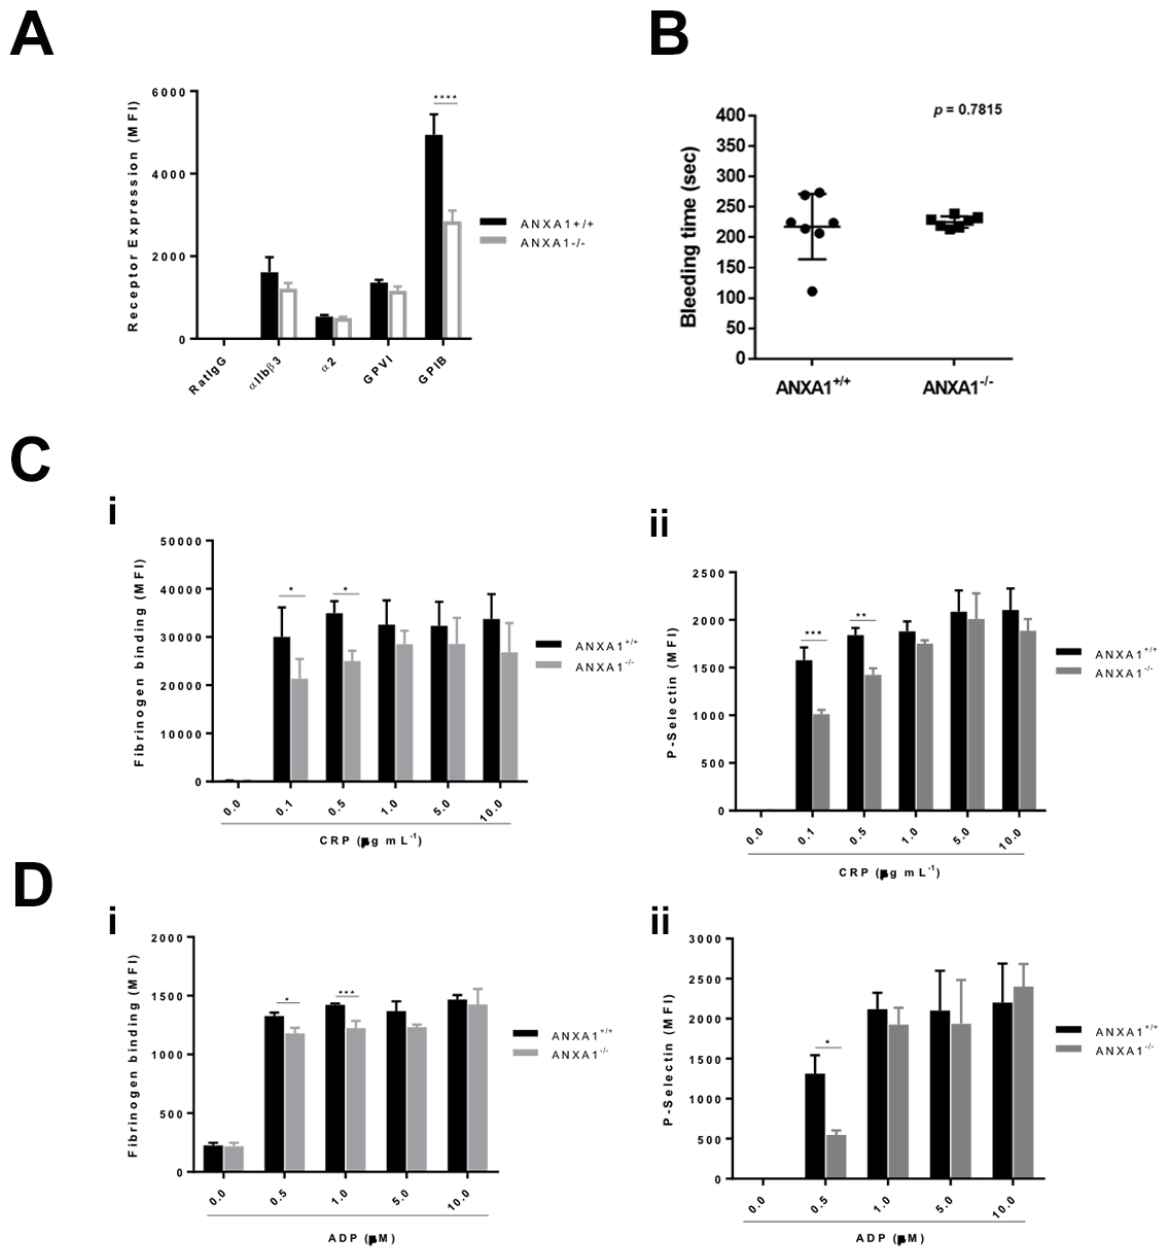 A
6000
4000
2000
0
Receptor Expression (MFI)
****
ANXA1+/+
ANXA1-/-
RatIgG
αIIbβ3
α2
GPVI
GPIB
B
p = 0.7815
400
350
300
250
200
150
100
50
0
Bleeding time (sec)
ANXA1+/+
ANXA1-/-
C
i
50000
40000
30000
20000
10000
0
Fibrinogen binding (MFI)
*
*
ANXA1+/+
ANXA1-/-
0.0
0.1
0.5
1.0
5.0
10.0
CRP (μg mL-1)
ii
2500
2000
1500
1000
500
0
P-Selectin (MFI)
***
**
ANXA1+/+
ANXA1-/-
0.0
0.1
0.5
1.0
5.0
10.0
CRP (μg mL-1)
D
i
2000
1500
1000
500
0
Fibrinogen binding (MFI)
*
***
ANXA1+/+
ANXA1-/-
0.0
0.5
1.0
5.0
10.0
ADP (μM)
ii
3000
2500
2000
1500
1000
500
0
P-Selectin (MFI)
*
ANXA1+/+
ANXA1-/-
0.0
0.5
1.0
5.0
10.0
ADP (μM)